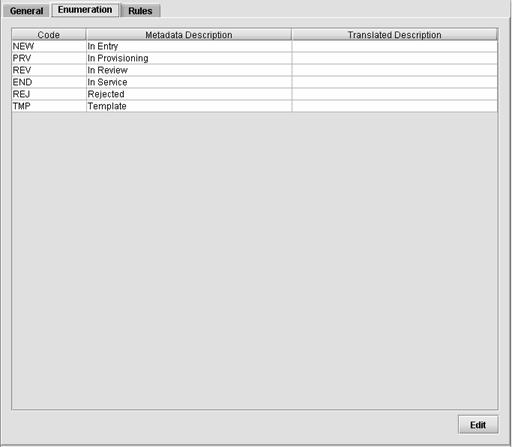 General Enumeration Rules
Code Metadata Description Translated Description
NEW In Entry
PRV In Provisioning
REV In Review
END In Service
REJ Rejected
TMP Template
Edit